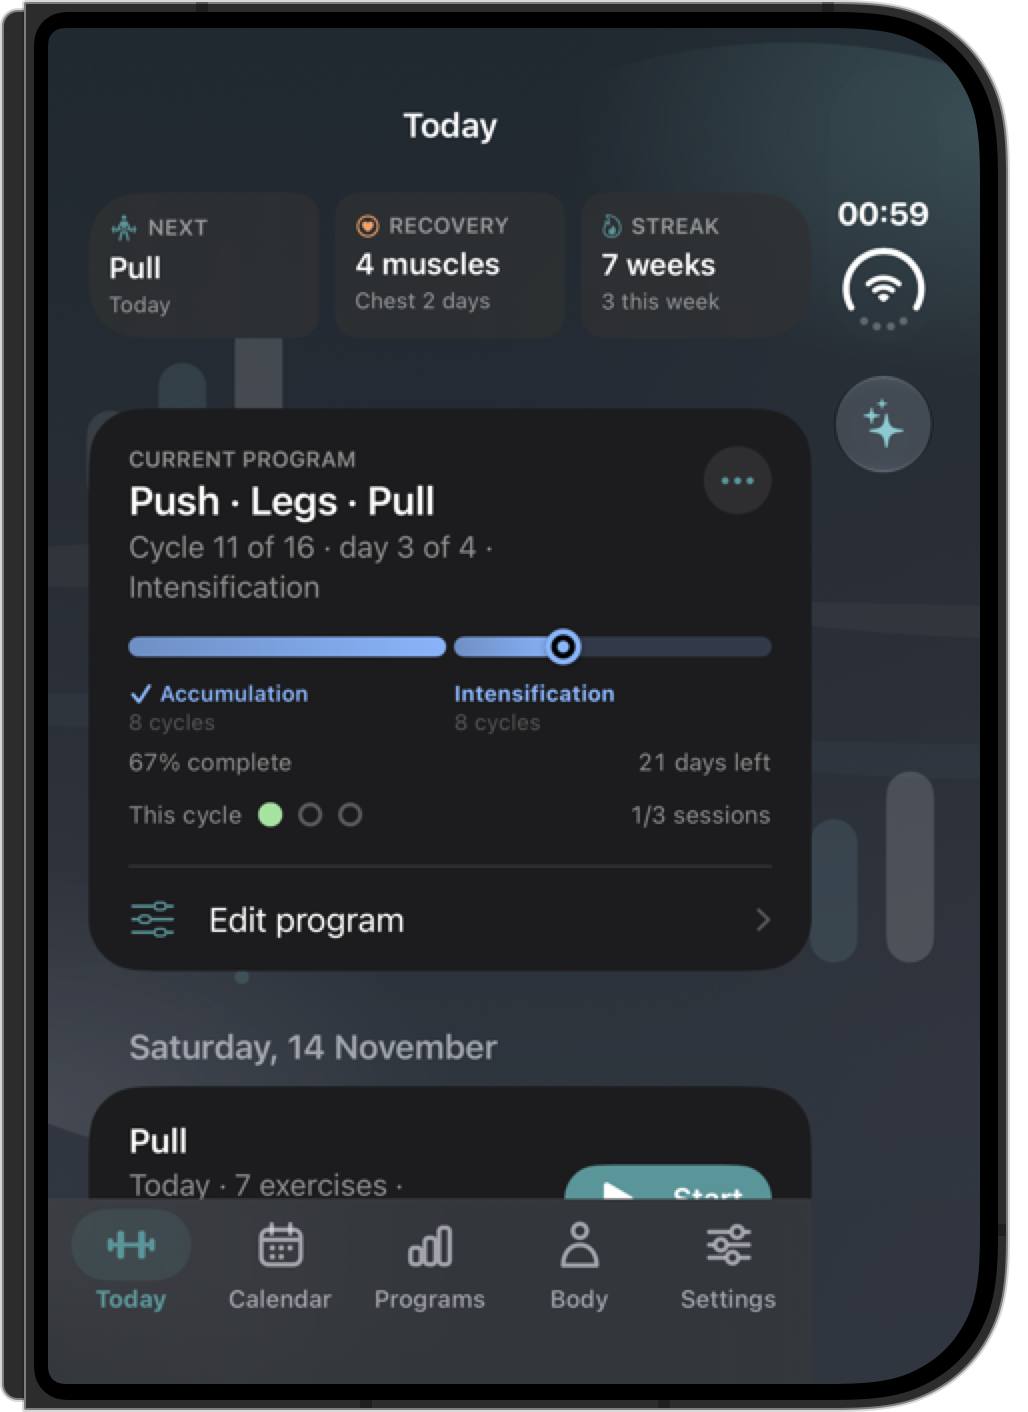 Today
00:59
NEXT
Pull
Today
RECOVERY
4 muscles
Chest 2 days
STREAK
7 weeks
3 this week
CURRENT PROGRAM
Push · Legs · Pull
Cycle 11 of 16 · day 3 of 4 ·
Intensification
Accumulation
8 cycles
Intensification
8 cycles
67% complete
21 days left
This cycle
1/3 sessions
Edit program
Saturday, 14 November
Pull
Today · 7 exercises ·
Start
Today
Calendar
Programs
Body
Settings